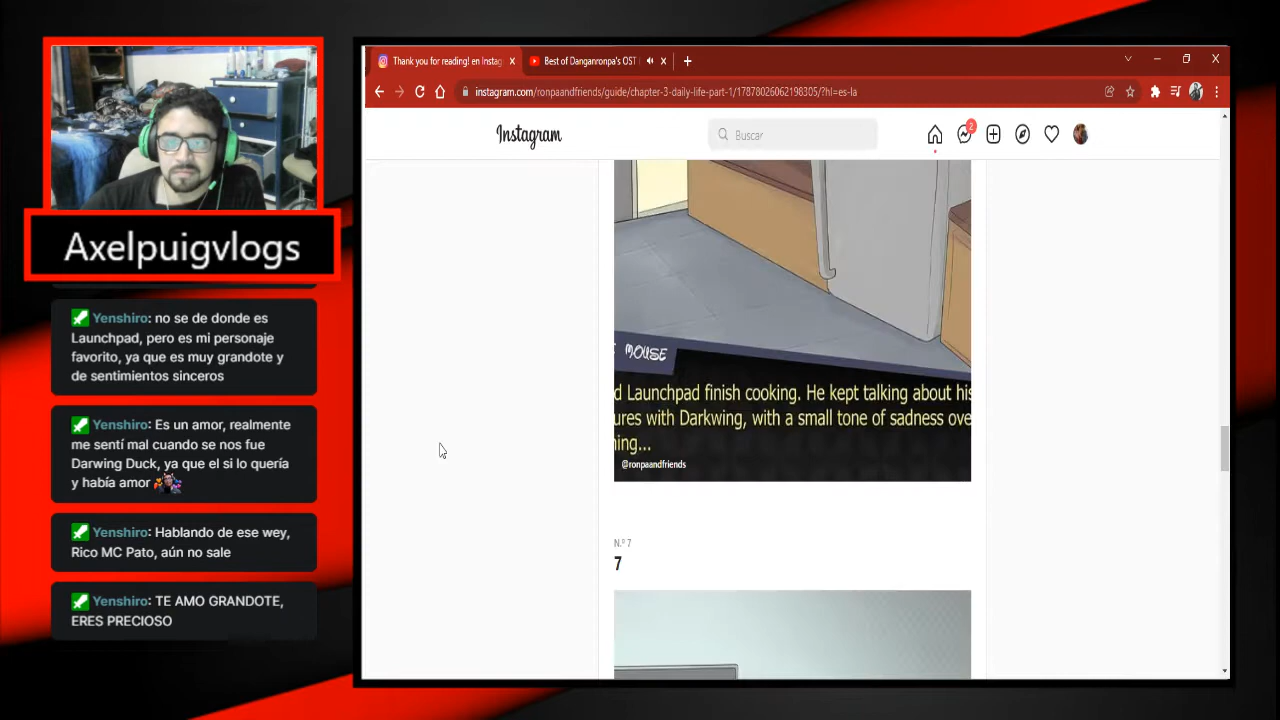 Axelpuigvlogs
Yenshiro: no se de donde es
Launchpad, pero es mi personaje
favorito, ya que es muy grandote y
de sentimientos sinceros
Yenshiro: Es un amor, realmente
me sentí mal cuando se nos fue
Darwing Duck, ya que el si lo quería
y había amor
Yenshiro: Hablando de ese wey,
Rico MC Pato, aún no sale
Yenshiro: TE AMO GRANDOTE,
ERES PRECIOSO
Thank you for reading! en Instag
Best of Danganronpa's OST
instagram.com/ronpaandfriends/guide/chapter-3-daily-life-part-1/17878026062198305/?hl=es-la
Instagram
Buscar
2
MOUSE
d Launchpad finish cooking. He kept talking about his
ures with Darkwing, with a small tone of sadness ove
ning...
@ronpaandfriends
N.º 7
7